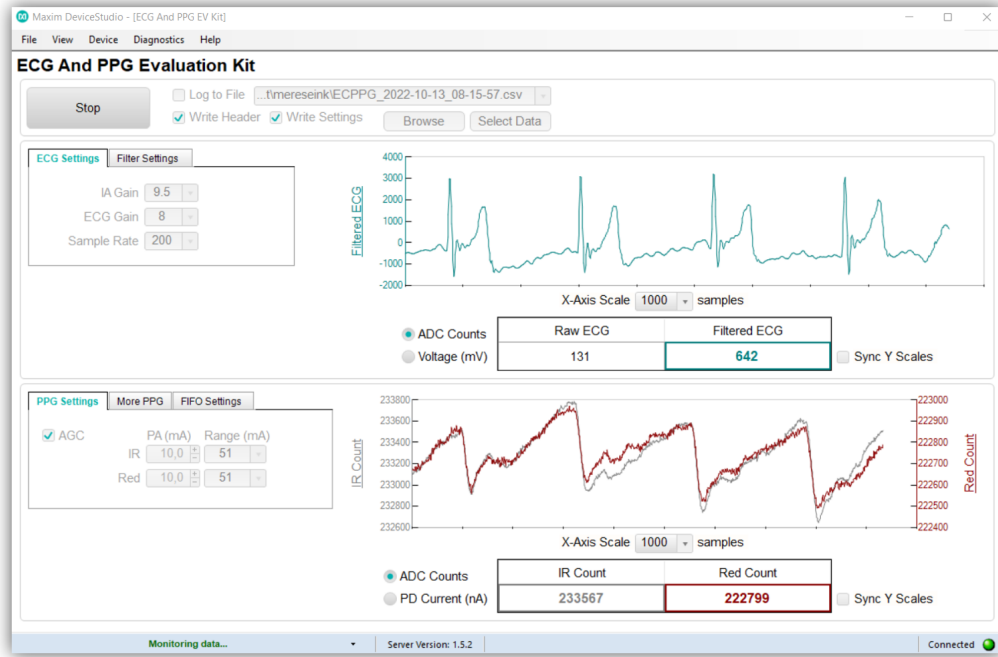 Maxim DeviceStudio - [ECG And PPG EV Kit]
File View Device Diagnostics Help
ECG And PPG Evaluation Kit
Stop
Log to File ...t\mereseink\ECPPG_2022-10-13_08-15-57.csv
Write Header Write Settings Browse Select Data
ECG Settings Filter Settings
IA Gain 9.5
ECG Gain 8
Sample Rate 200
Filtered ECG
4000
3000
2000
1000
0
-1000
-2000
X-Axis Scale 1000 samples
ADC Counts
Voltage (mV)
Raw ECG Filtered ECG
131 642
Sync Y Scales
PPG Settings More PPG FIFO Settings
AGC PA (mA) Range (mA)
IR 10,0 51
Red 10,0 51
IR Count
233800
233600
233400
233200
233000
232800
232600
223000
222900
222800
222700
222600
222500
222400
Red Count
X-Axis Scale 1000 samples
ADC Counts
PD Current (nA)
IR Count Red Count
233567 222799
Sync Y Scales
Monitoring data... Server Version: 1.5.2 Connected